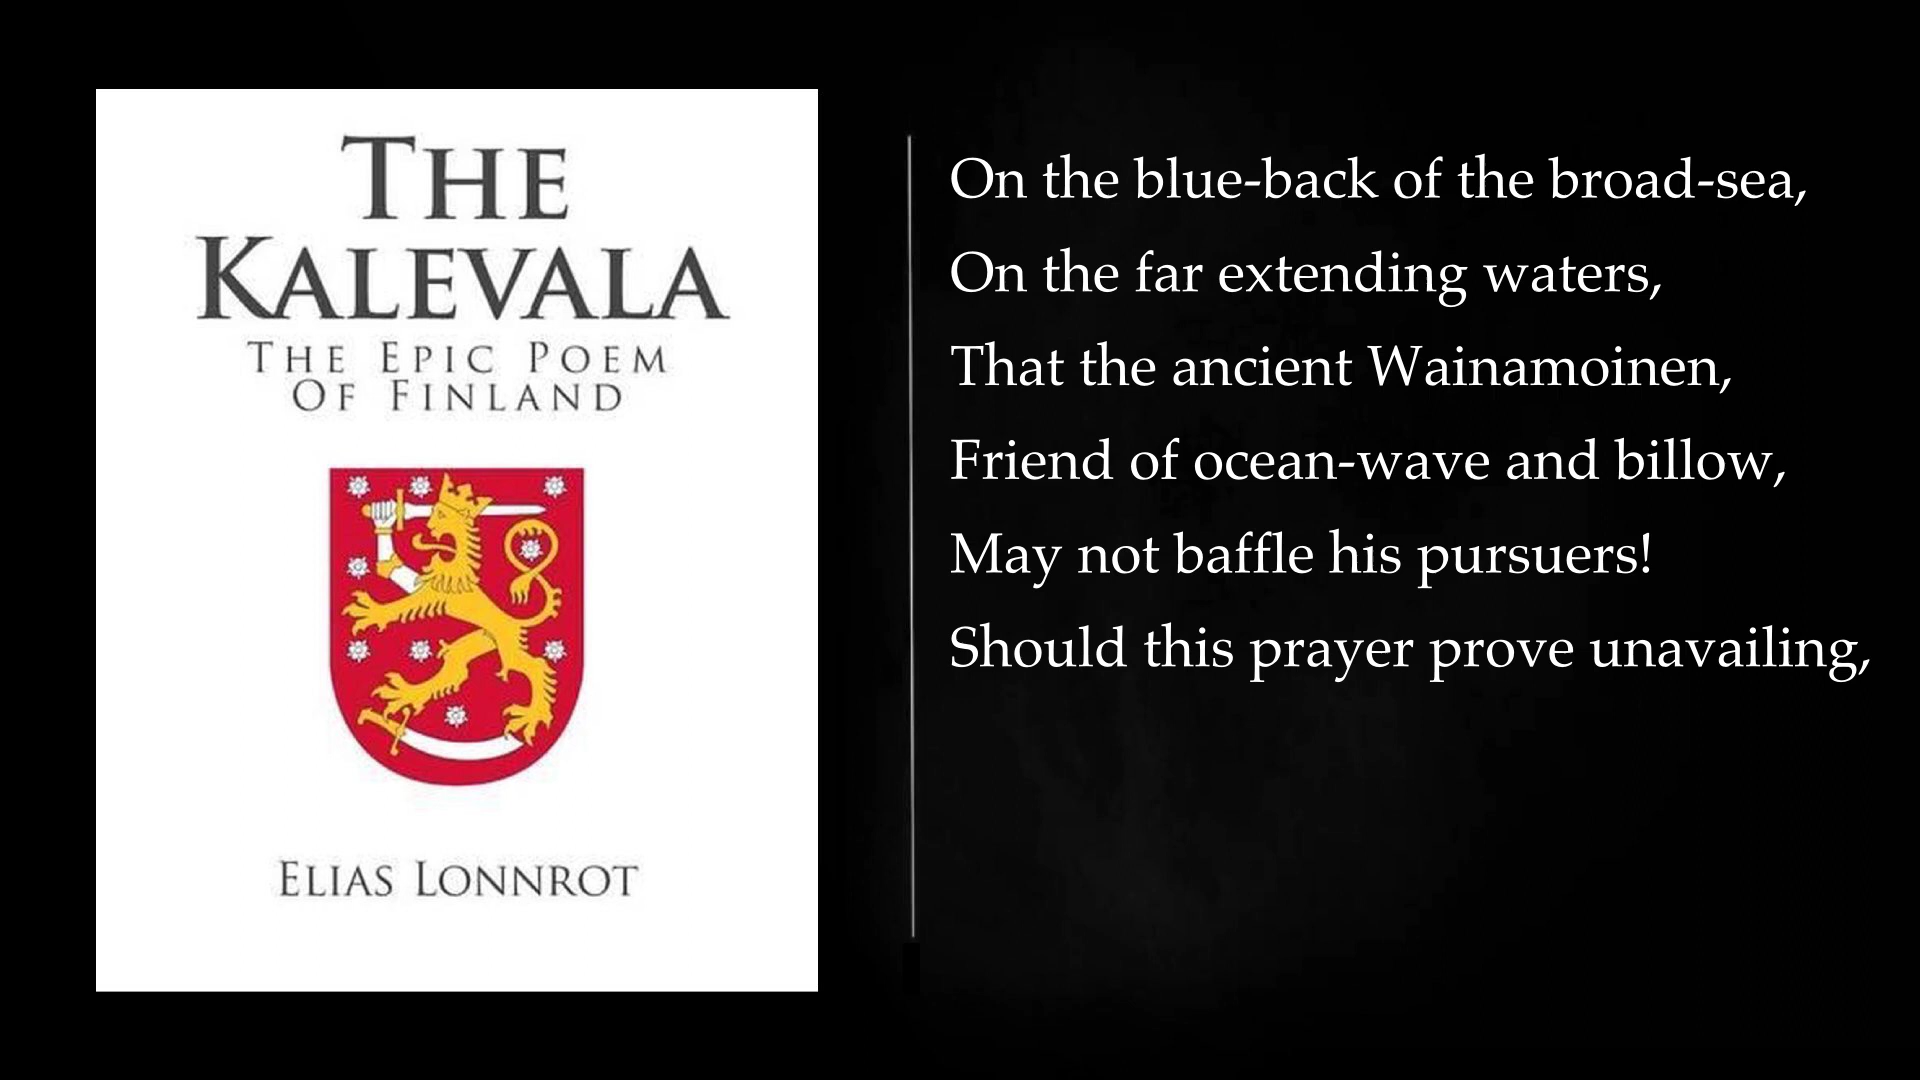 THE
KALEVALA
THE EPIC POEM
OF FINLAND
ELIAS LONNROT
On the blue-back of the broad-sea,
On the far extending waters,
That the ancient Wainamoinen,
Friend of ocean-wave and billow,
May not baffle his pursuers!
Should this prayer prove unavailing,